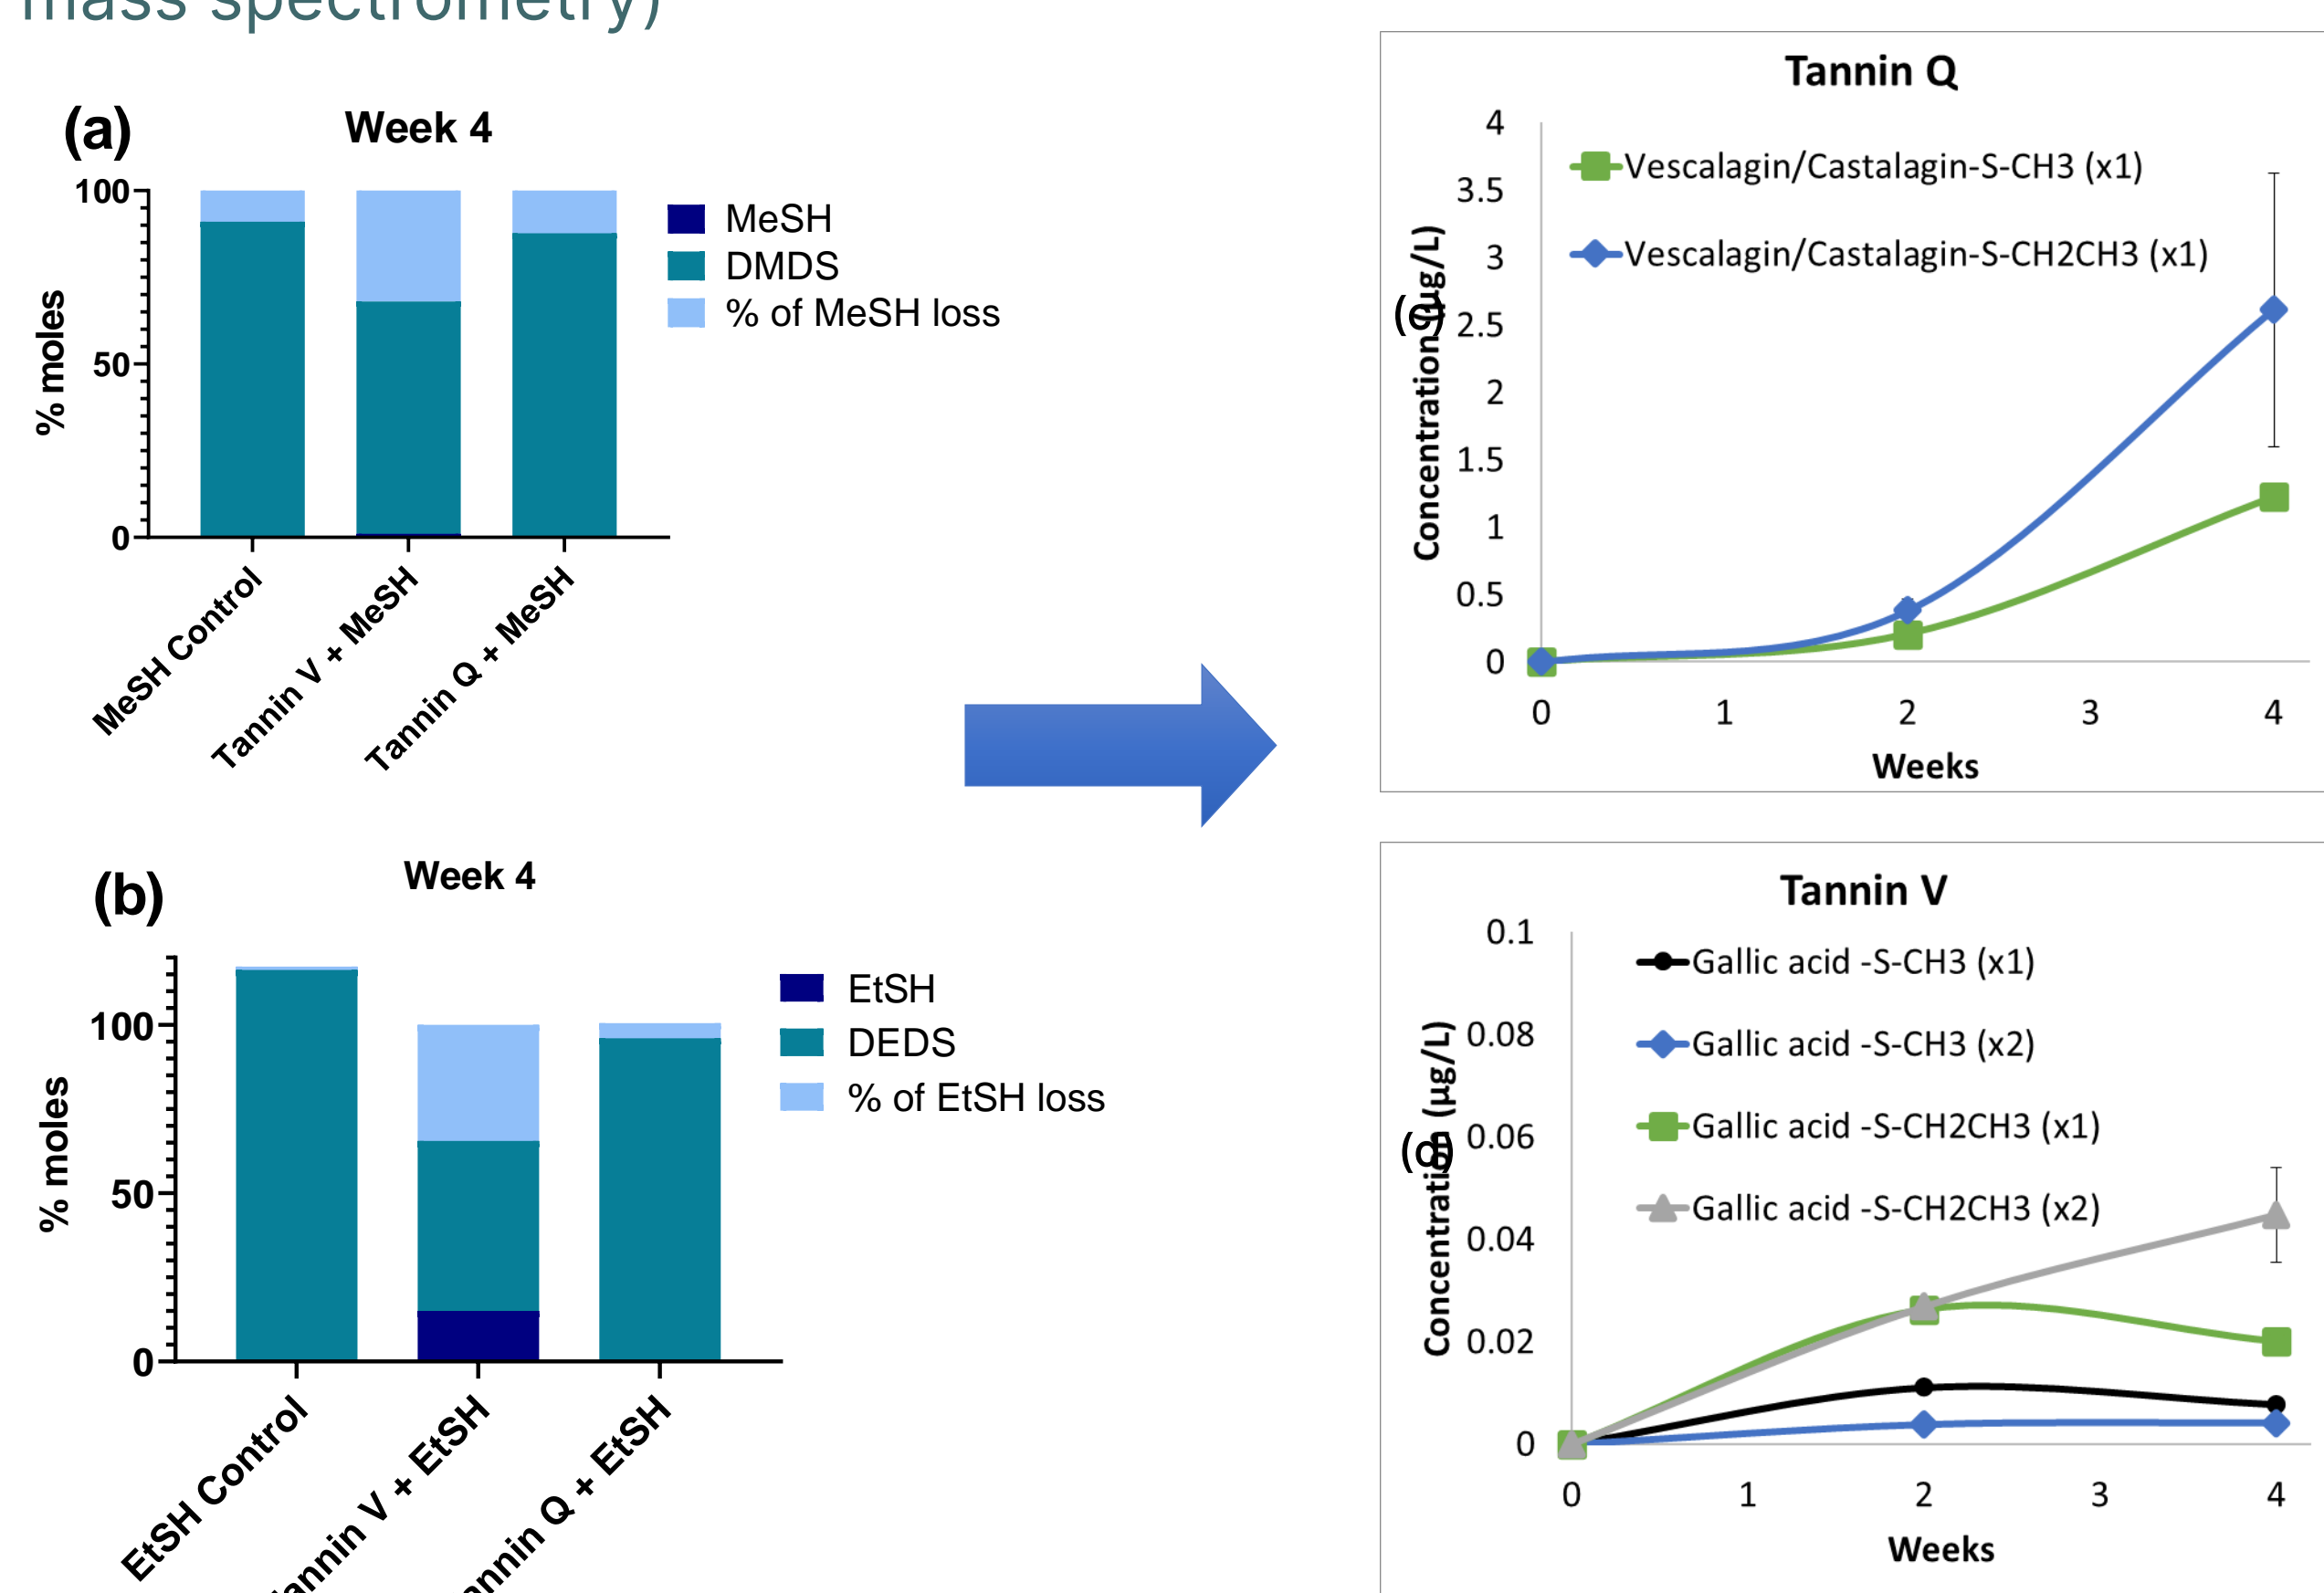 mass spectrometry)
(a)
Week 4
100
50
0
% moles
MeSH
DMDS
% of MeSH loss
MeSH Control
Tannin V + MeSH
Tannin Q + MeSH
(b)
Week 4
100
50
0
% moles
EtSH
DEDS
% of EtSH loss
EtSH Control
annin V + EtSH
annin Q + EtSH
Tannin Q
(c)
Concentration (µg/L)
4
3.5
3
2.5
2
1.5
1
0.5
0
Vescalagin/Castalagin-S-CH3 (x1)
Vescalagin/Castalagin-S-CH2CH3 (x1)
0 1 2 3 4
Weeks
Tannin V
(d)
Concentration (µg/L)
0.1
0.08
0.06
0.04
0.02
0
Gallic acid -S-CH3 (x1)
Gallic acid -S-CH3 (x2)
Gallic acid -S-CH2CH3 (x1)
Gallic acid -S-CH2CH3 (x2)
0 1 2 3 4
Weeks